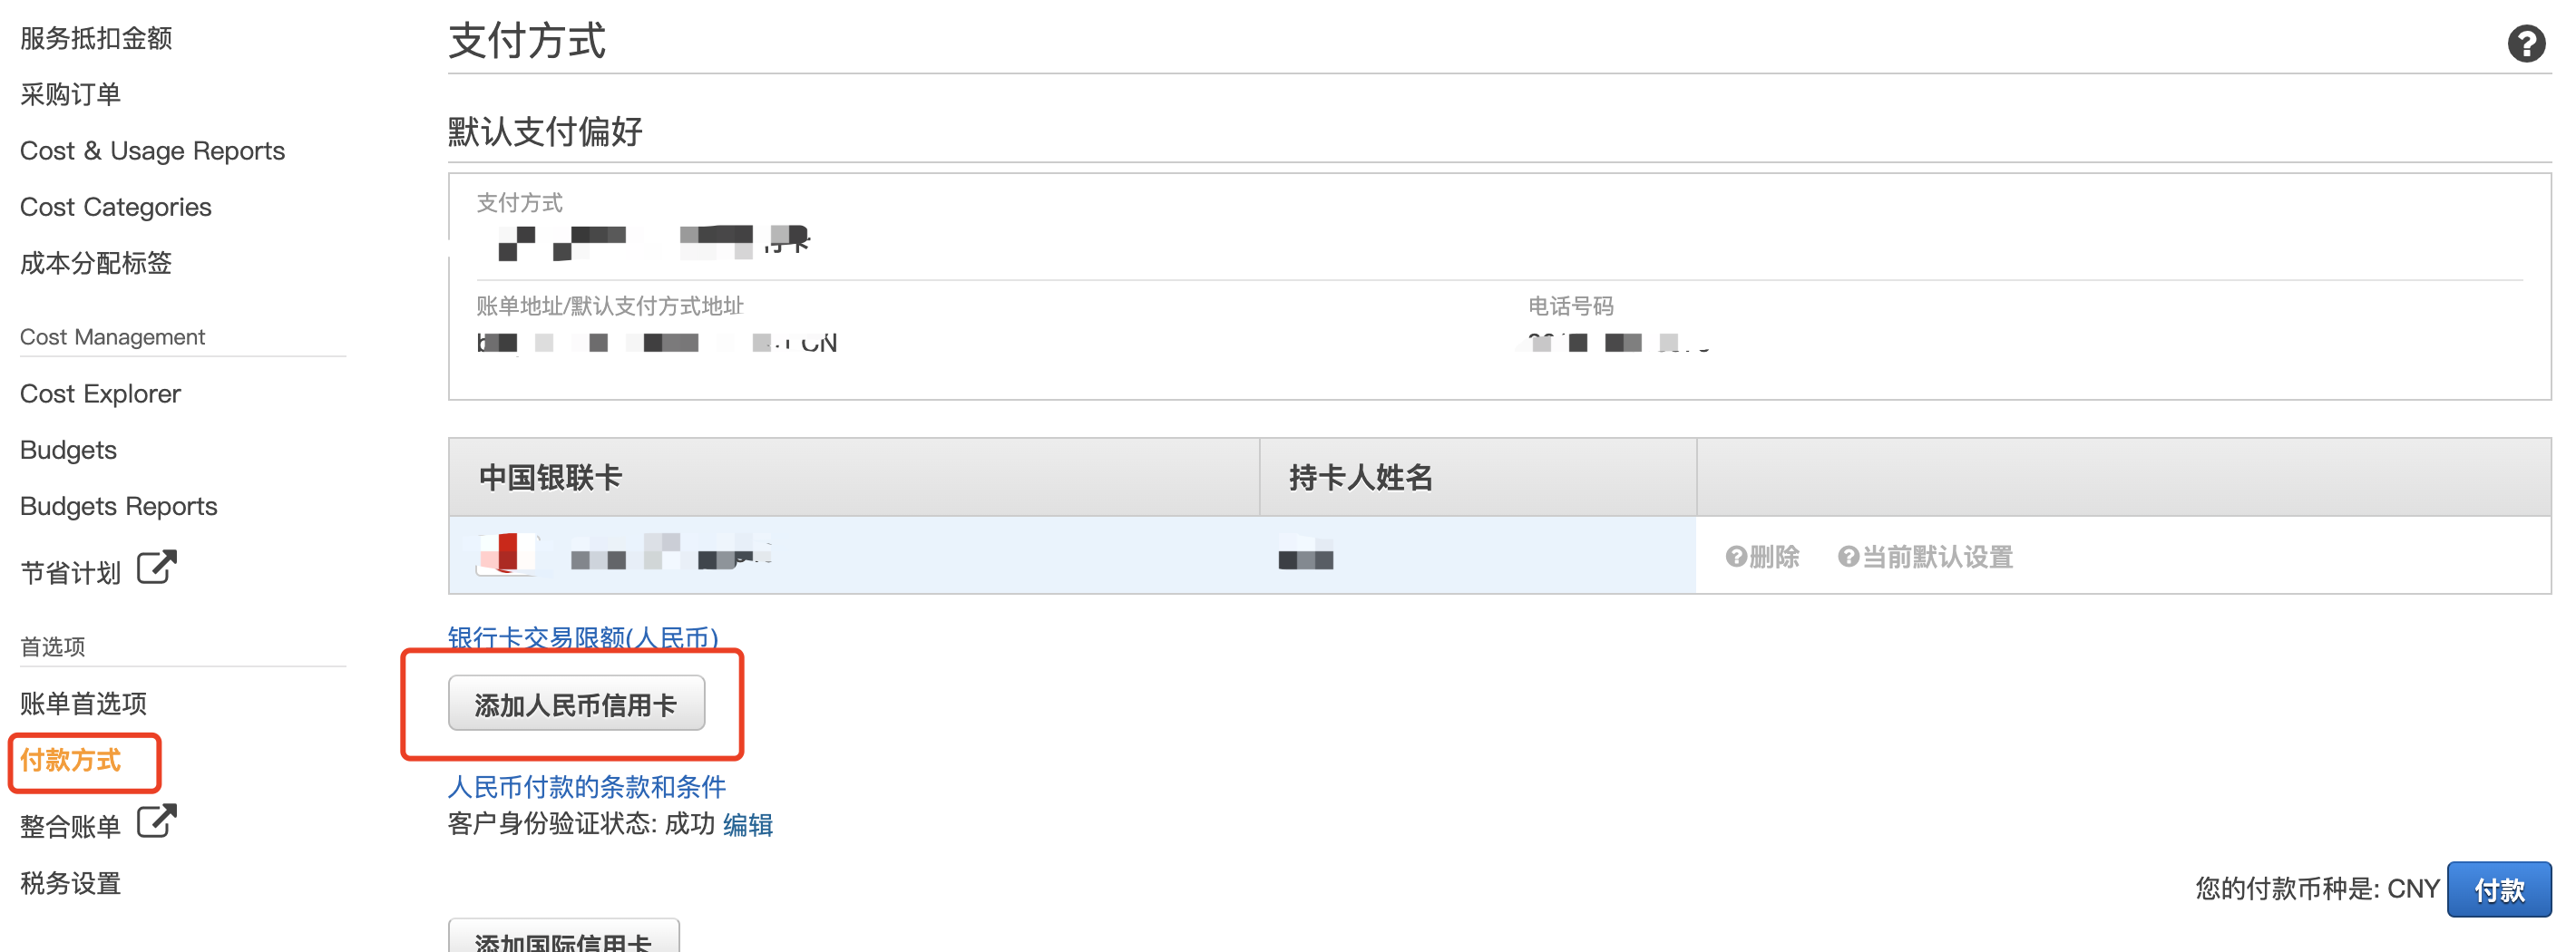 服务抵扣金额
采购订单
Cost & Usage Reports
Cost Categories
成本分配标签
Cost Management
Cost Explorer
Budgets
Budgets Reports
节省计划
首选项
账单首选项
付款方式
整合账单
税务设置
支付方式
默认支付偏好
支付方式
账单地址/默认支付方式地址
CN
电话号码
中国银联卡 持卡人姓名
删除 当前默认设置
银行卡交易限额(人民币)
添加人民币信用卡
人民币付款的条款和条件
客户身份验证状态: 成功 编辑
您的付款币种是: CNY 付款
添加国际信用卡